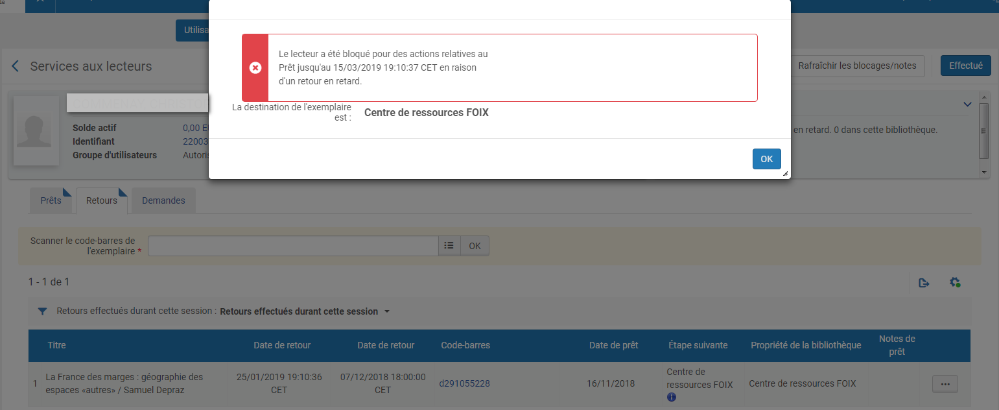 Utilisa
Services aux lecteurs
Le lecteur a été bloqué pour des actions relatives au
Prêt jusqu'au 15/03/2019 19:10:37 CET en raison
d'un retour en retard.
La destination de l'exemplaire
est :
Centre de ressources FOIX
OK
Rafraîchir les blocages/notes
Effectué
Solde actif
0,00 E
Identifiant
22003
Groupe d'utilisateurs
Autoris
en retard. 0 dans cette bibliothèque.
Prêts
Retours
Demandes
Scanner le code-barres de
l'exemplaire *
OK
1 - 1 de 1
Retours effectués durant cette session : Retours effectués durant cette session
Titre
Date de retour
Date de retour
Code-barres
Date de prêt
Étape suivante
Propriété de la bibliothèque
Notes de
prêt
1
La France des marges : géographie des
espaces «autres» / Samuel Depraz
25/01/2019 19:10:36
CET
07/12/2018 18:00:00
CET
d291055228
16/11/2018
Centre de
ressources FOIX
Centre de ressources FOIX